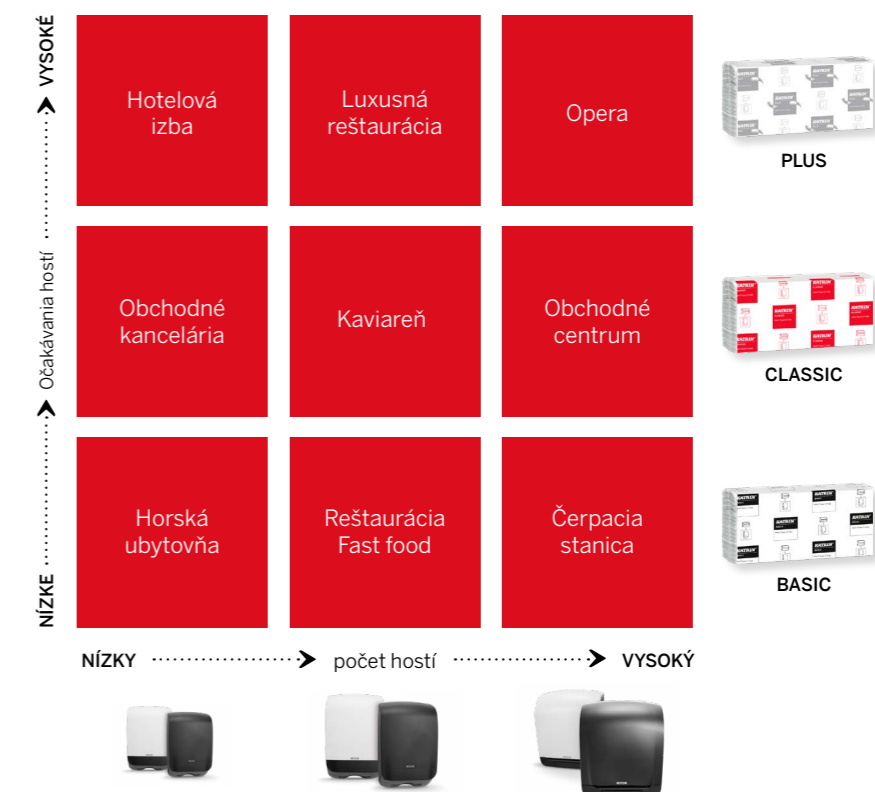 VYSOKÉ
Očakávania hostí
NÍZKE
Hotelová
izba
Luxusná
reštaurácia
Opera
PLUS
Obchodné
kancelária
Kaviareň
Obchodné
centrum
CLASSIC
Horská
ubytovňa
Reštaurácia
Fast food
Čerpacia
stanica
BASIC
NÍZKY
počet hostí
VYSOKÝ